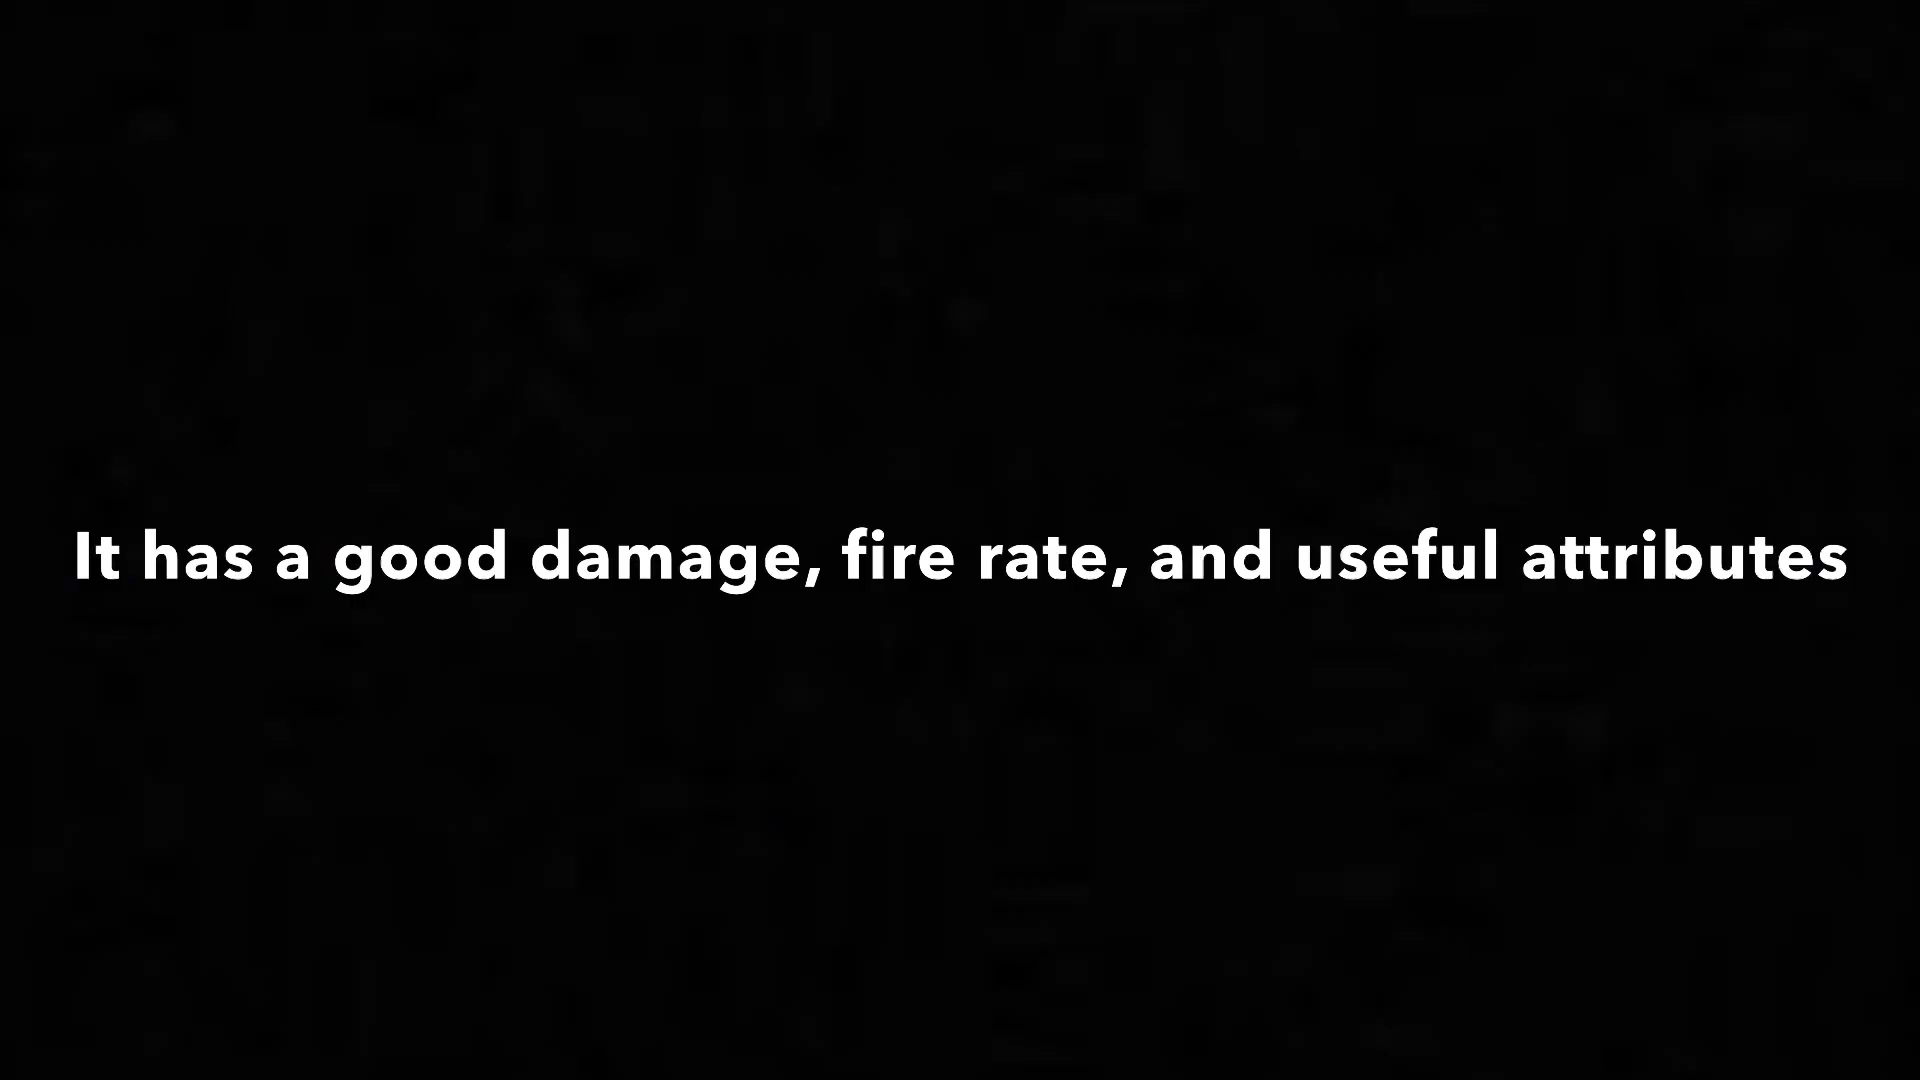 It has a good damage, fire rate, and useful attributes